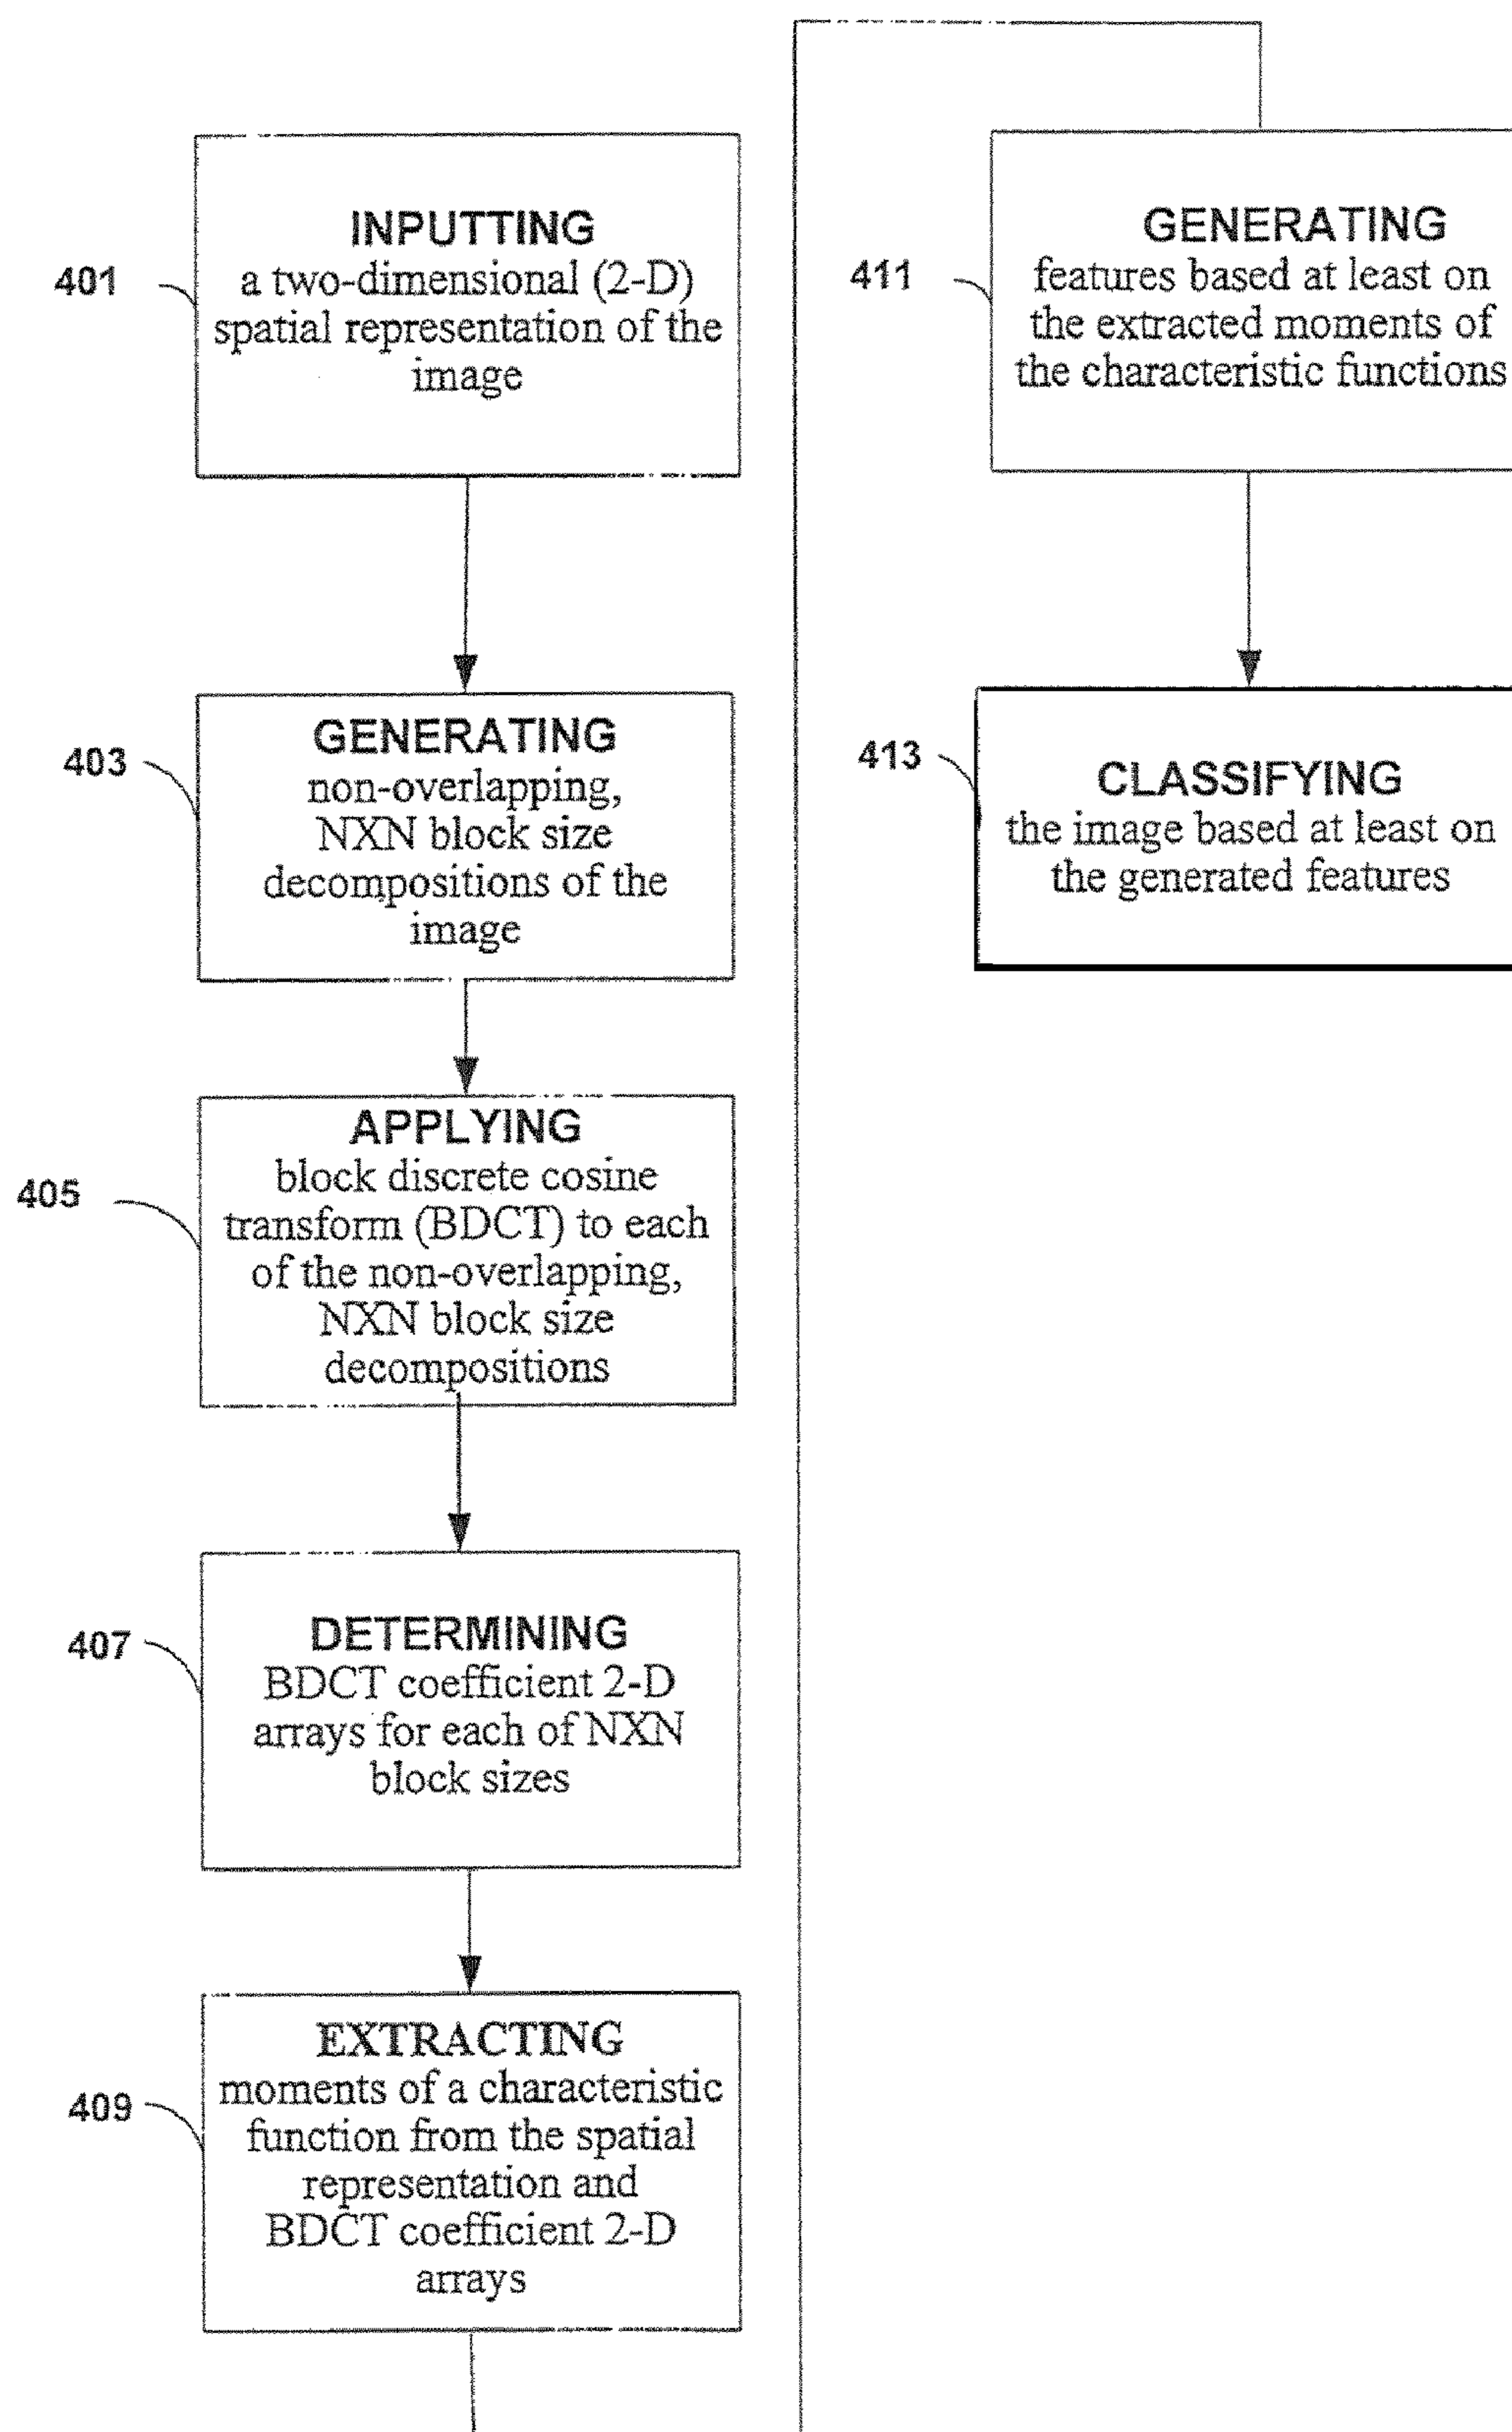 401
INPUTTING
a two-dimensional (2-D)
spatial representation of the
image
403
GENERATING
non-overlapping,
NXN block size
decompositions of the
image
405
APPLYING
block discrete cosine
transform (BDCT) to each
of the non-overlapping,
NXN block size
decompositions
407
DETERMINING
BDCT coefficient 2-D
arrays for each of NXN
block sizes
409
EXTRACTING
moments of a characteristic
function from the spatial
representation and
BDCT coefficient 2-D
arrays
411
GENERATING
features based at least on
the extracted moments of
the characteristic functions
413
CLASSIFYING
the image based at least on
the generated features